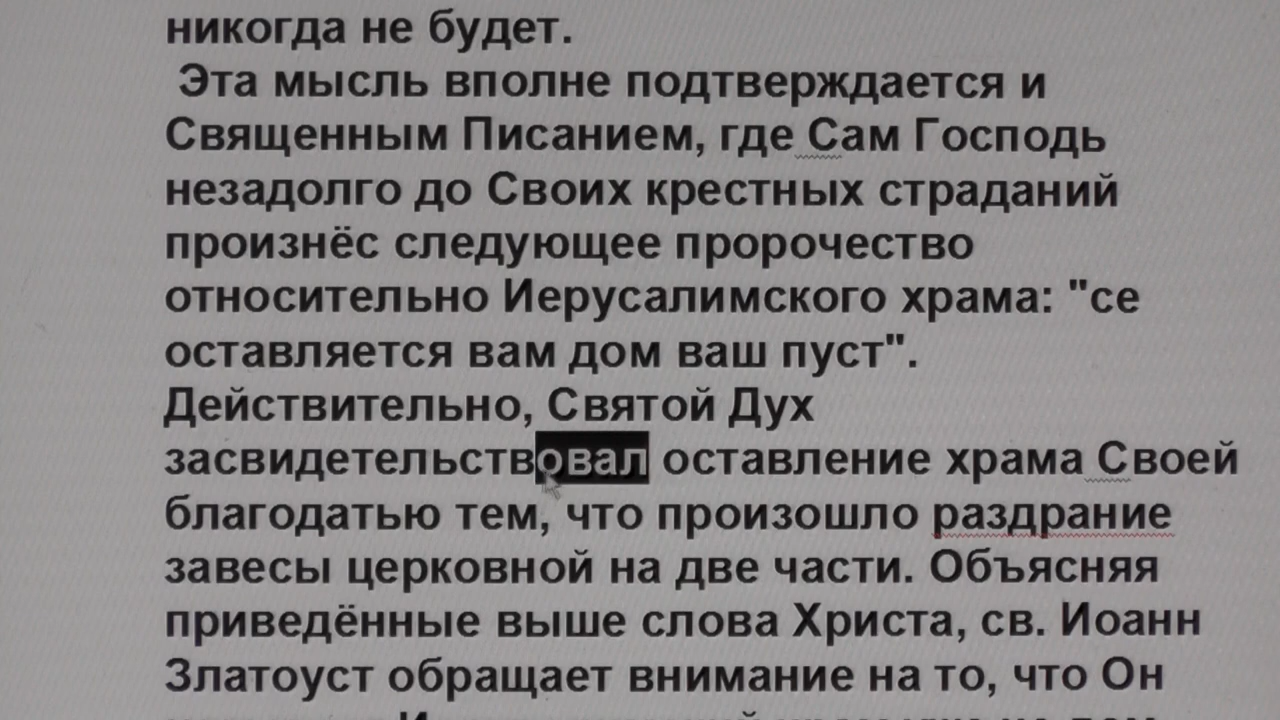 никогда не будет.
Эта мысль вполне подтверждается и
Священным Писанием, где Сам Господь
незадолго до Своих крестных страданий
произнёс следующее пророчество
относительно Иерусалимского храма: "се
оставляется вам дом ваш пуст".
Действительно, Святой Дух
засвидетельствовал оставление храма Своей
благодатью тем, что произошло раздрание
завесы церковной на две части. Объясняя
приведённые выше слова Христа, св. Иоанн
Златоуст обращает внимание на то, что Он